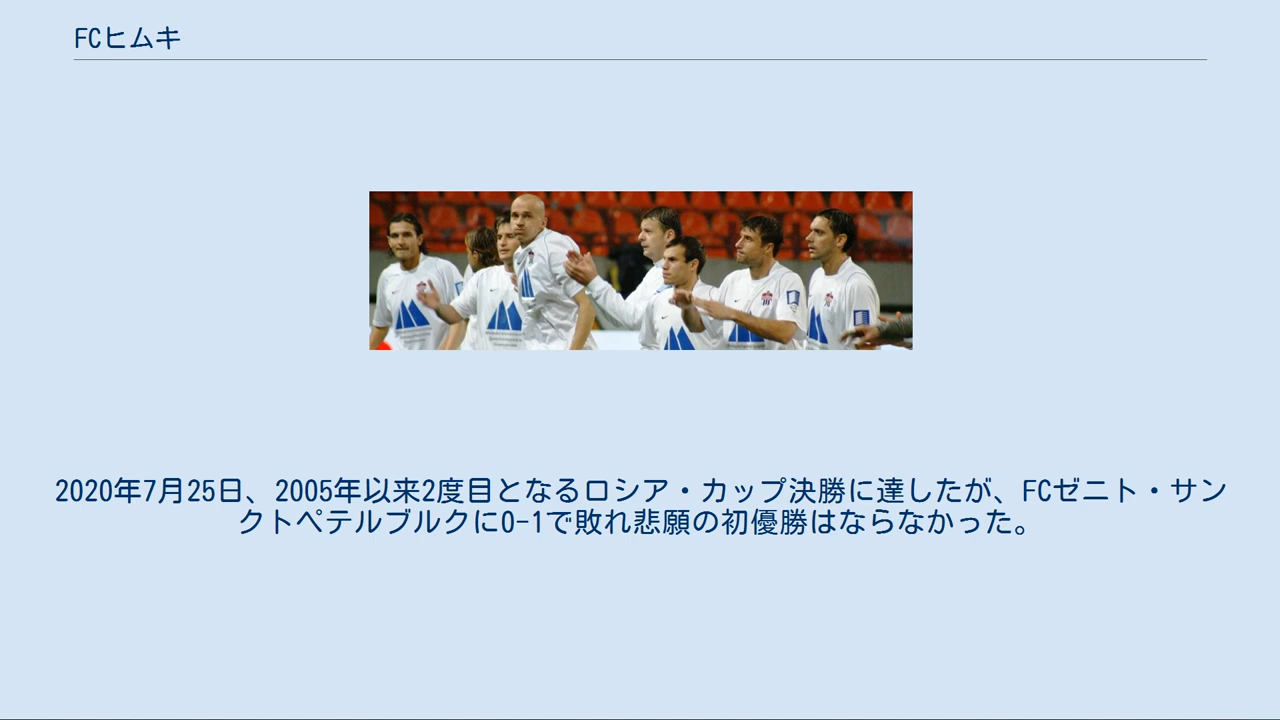 FCヒムキ
2020年7月25日、2005年以来2度目となるロシア・カップ決勝に達したが、FCゼニト・サン
クトペテルブルクに0-1で敗れ悲願の初優勝はならなかった。